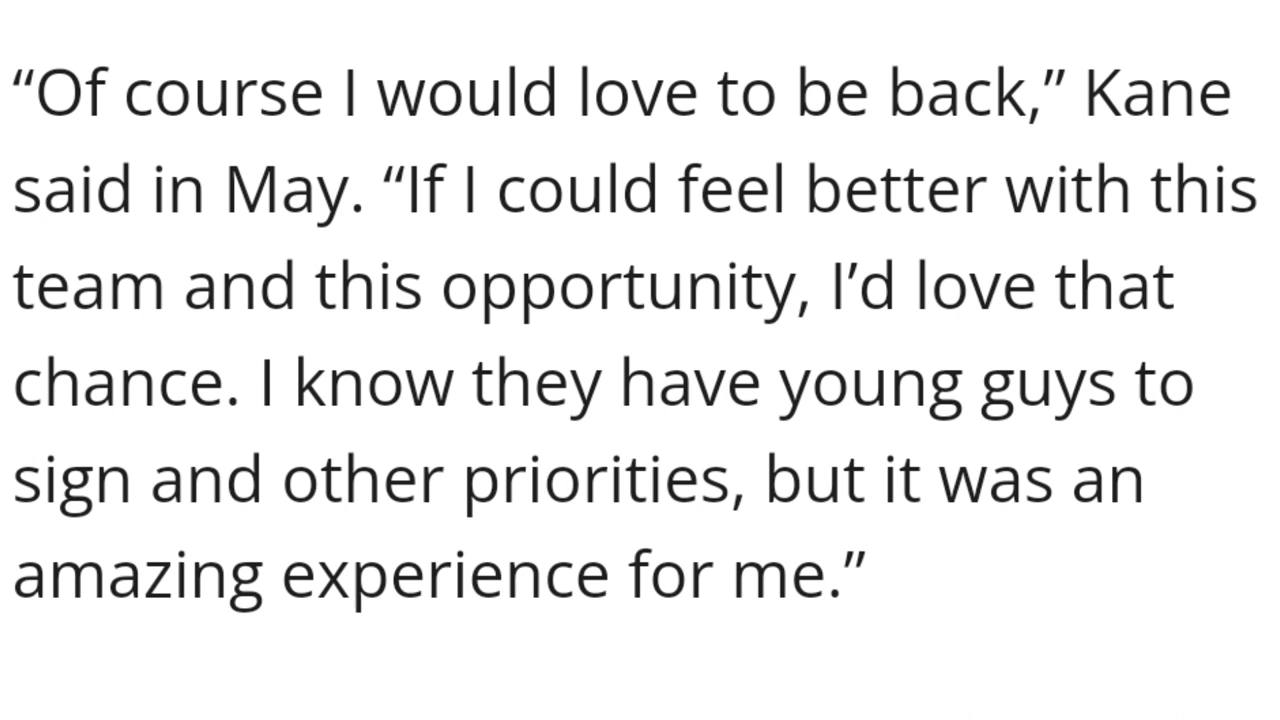 “Of course I would love to be back,” Kane
said in May. “If I could feel better with this
team and this opportunity, I’d love that
chance. I know they have young guys to
sign and other priorities, but it was an
amazing experience for me.”